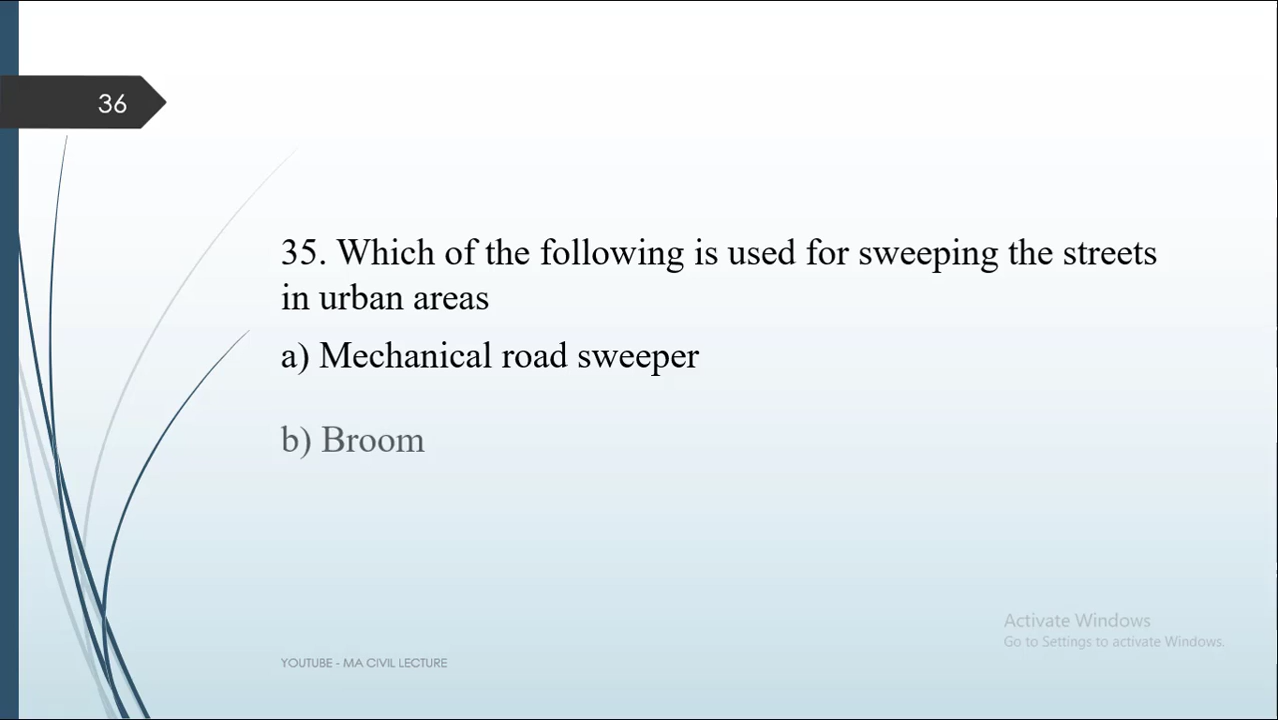 36
35. Which of the following is used for sweeping the streets
in urban areas
a) Mechanical road sweeper
b) Broom
Activate Windows
Go to Settings to activate Windows.
YOUTUBE - MA CIVIL LECTURE